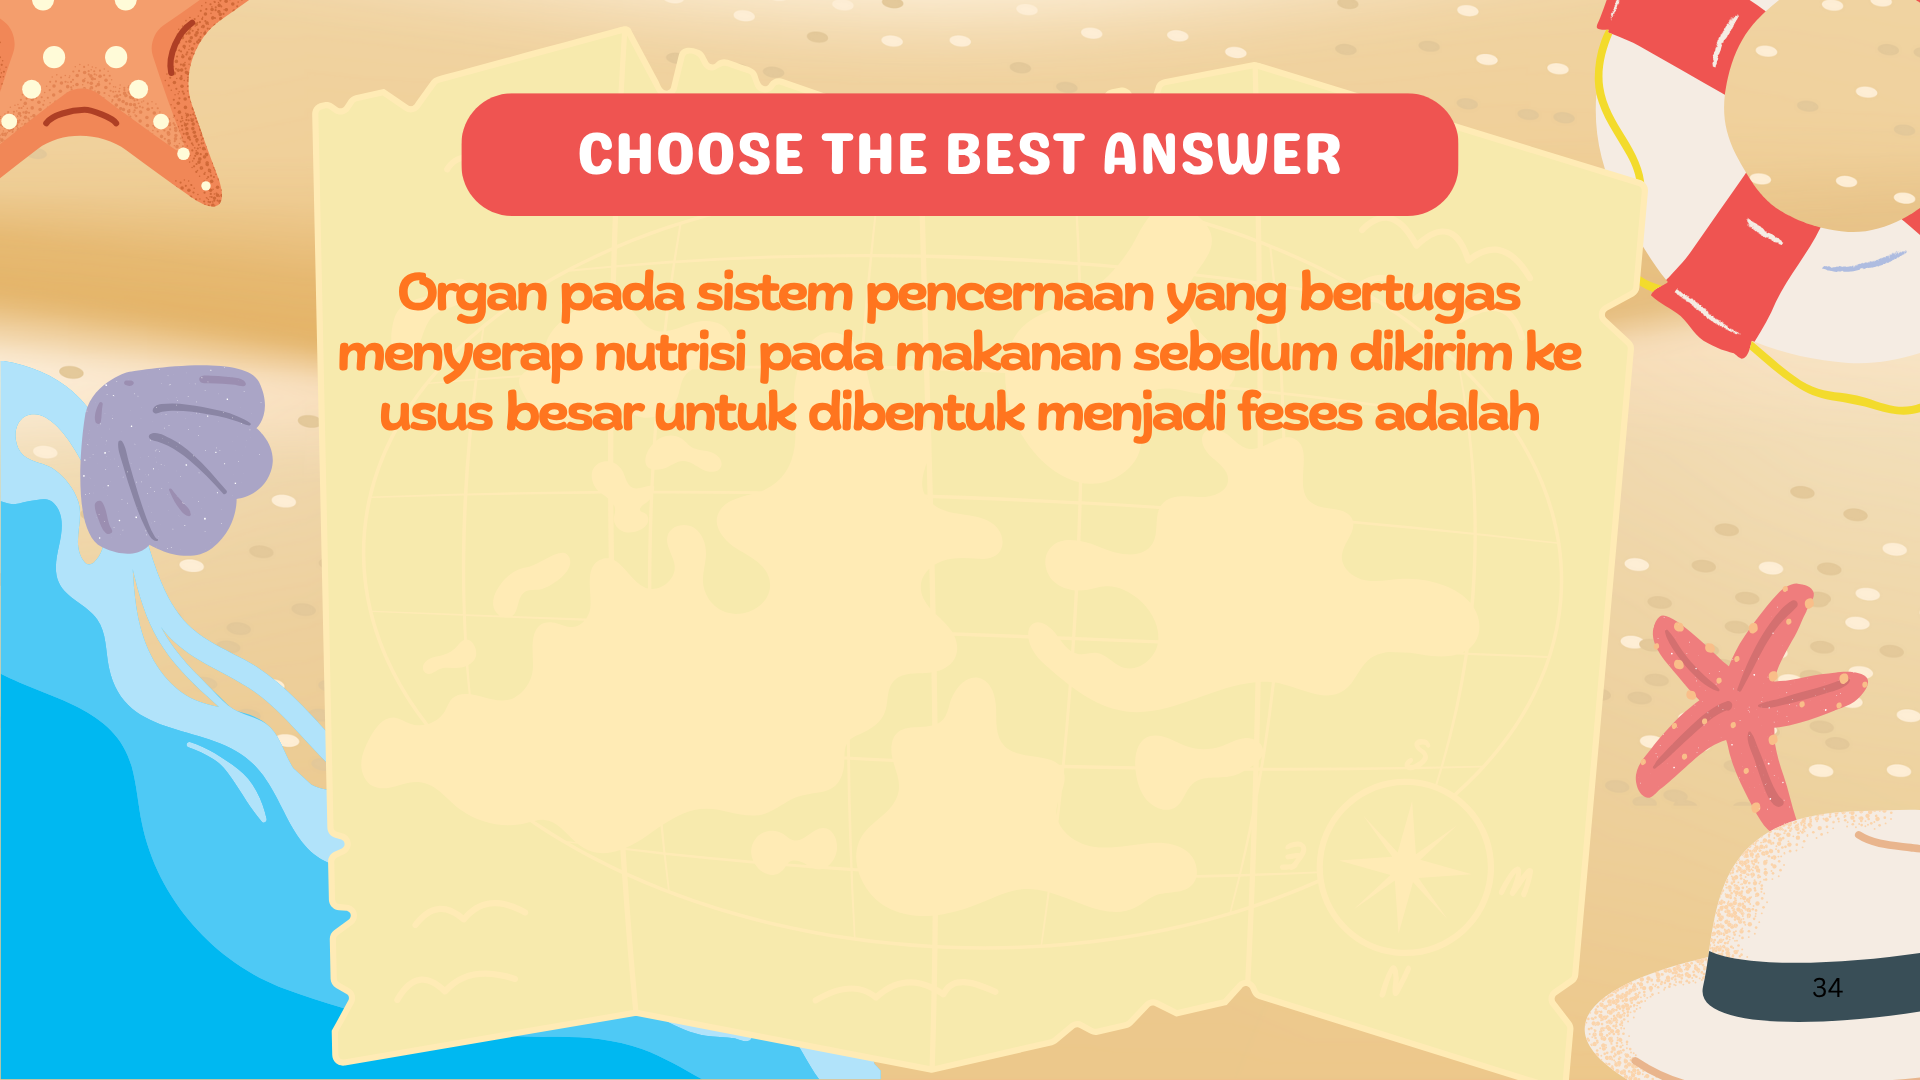 CHOOSE THE BEST ANSWER
Organ pada sistem pencernaan yang bertugas
menyerap nutrisi pada makanan sebelum dikirim ke
usus besar untuk dibentuk menjadi feses adalah
S
3
M
N
34